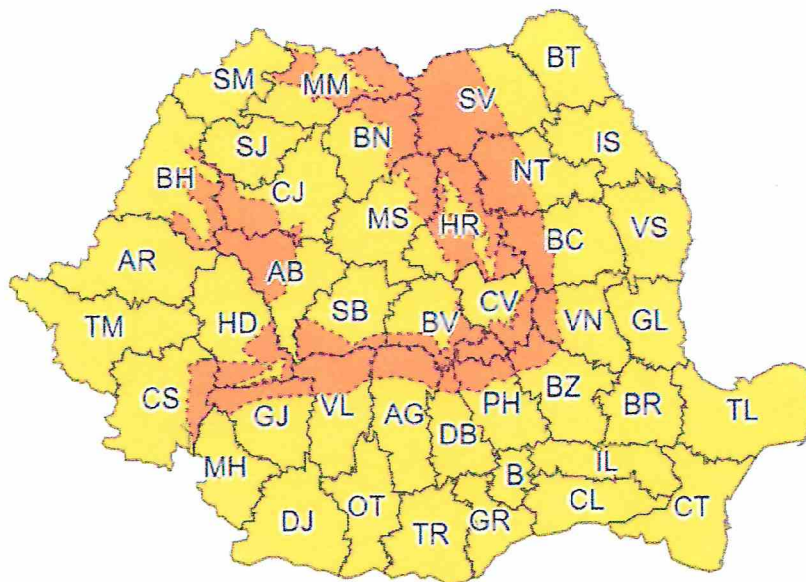 BT
SM
MM
SV
BN
IS
SJ
BH
CJ
NT
MS
HR
BC
VS
AR
AB
CV
SB
BV
VN
GL
TM
HD
CS
GJ
VL
AG
PH
BZ
BR
TL
DB
MH
B
IL
CL
CT
OT
DJ
TR
GR